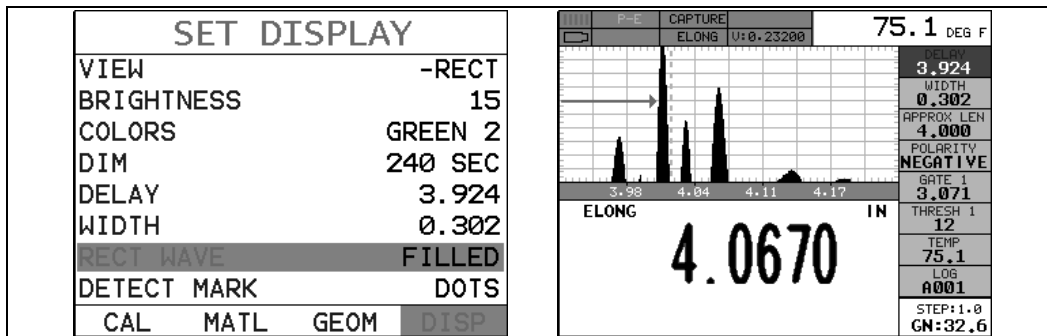 SET DISPLAY
VIEW -RECT
BRIGHTNESS 15
COLORS GREEN 2
DIM 240 SEC
DELAY 3.924
WIDTH 0.302
RECT WAVE FILLED
DETECT MARK DOTS
CAL MATL GEOM DISP
P-E CAPTURE
ELONG V:0.23200
75.1 DEG F
DELAY
3.924
WIDTH
0.302
APPROX LEN
4.000
POLARITY
NEGATIVE
GATE 1
3.071
THRESH 1
12
TEMP
75.1
LOG
A001
STEP:1.0
GN:32.6
3.98 4.04 4.11 4.17
ELONG IN
4.0670